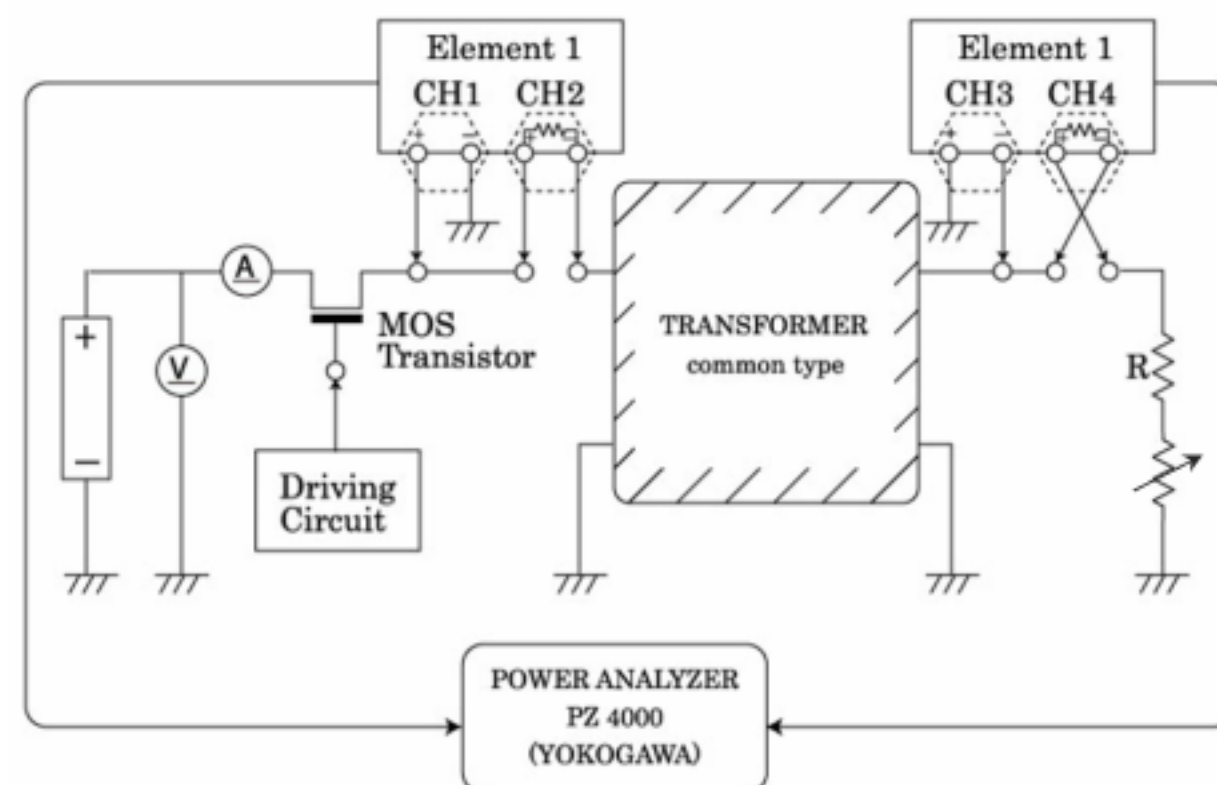 Element 1
CH1 CH2
+ −
+ −
Element 1
CH3 CH4
+ −
+ −
A
+
V
−
MOS
Transistor
Driving
Circuit
TRANSFORMER
common type
R
POWER ANALYZER
PZ 4000
(YOKOGAWA)